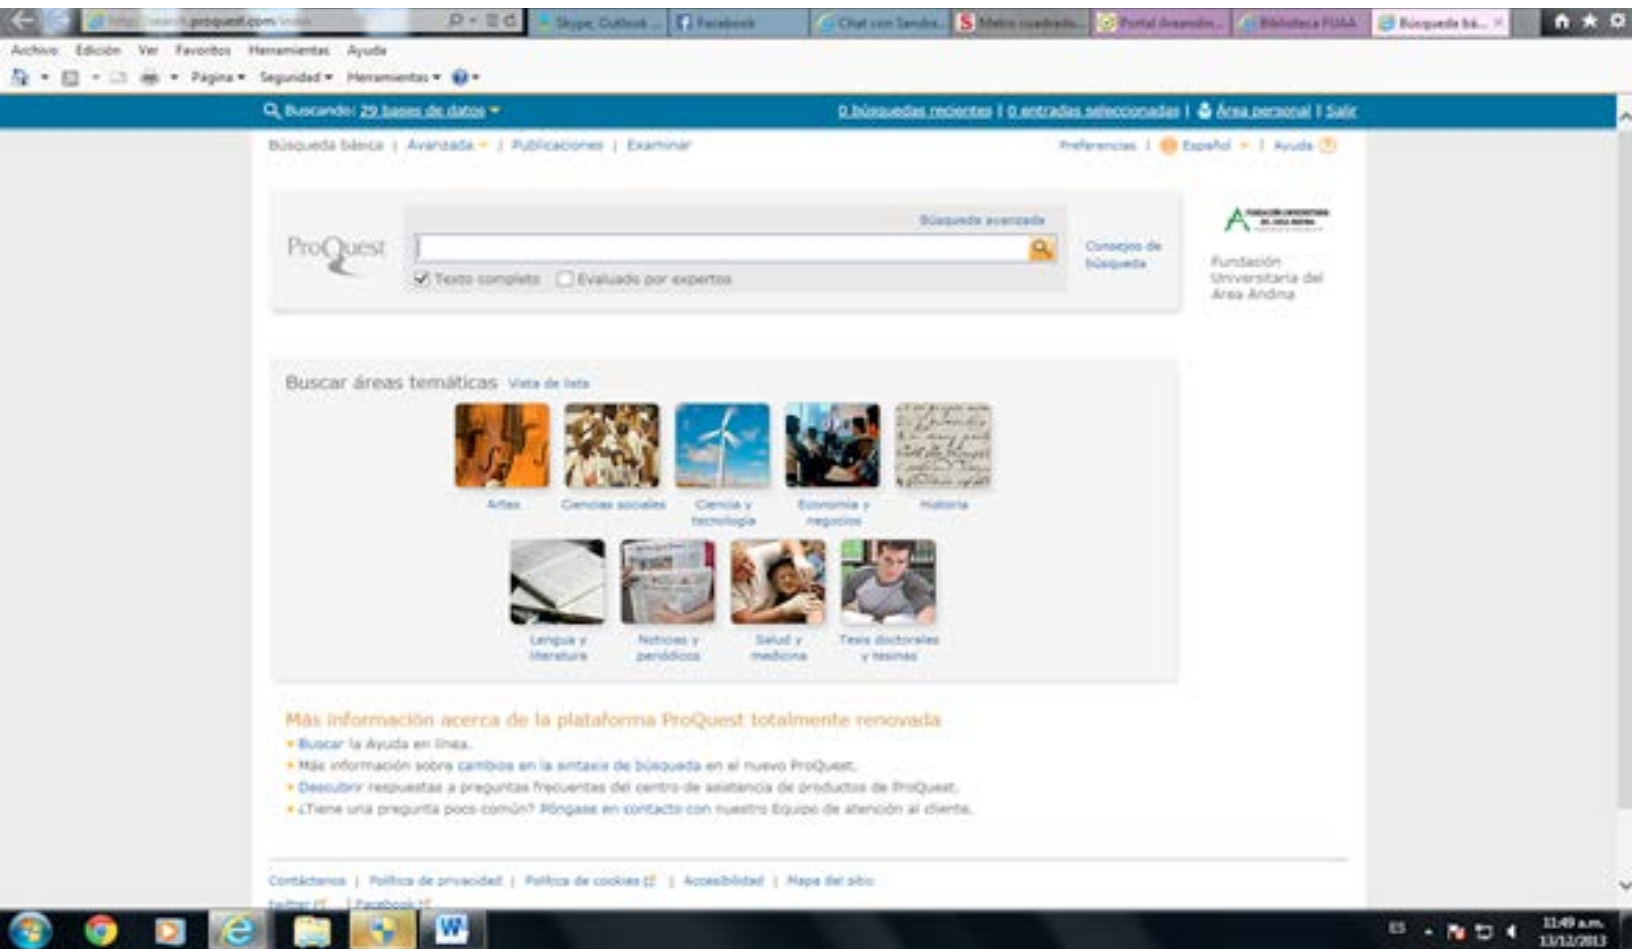 proquest.com
Skype, Outlook ...
Facebook
Chat con Sandra...
Metro cuadrado...
Portal Areandin...
Biblioteca FUAA
Búsqueda bá...
Archivo Edición Ver Favoritos Herramientas Ayuda
Página Seguridad Herramientas
Buscando: 29 bases de datos
0 búsquedas recientes | 0 entradas seleccionadas | Área personal | Salir
Búsqueda básica | Avanzada | Publicaciones | Examinar
Preferencias | Español | Ayuda
Búsqueda avanzada
ProQuest
Consejos de
búsqueda
Texto completo Evaluado por expertos
Fundación
Universitaria del
Area Andina
Buscar áreas temáticas Vista de lista
Artes
Ciencias sociales
Ciencia y
tecnología
Economía y
negocios
Historia
Lengua y
literatura
Noticias y
periódicos
Salud y
medicina
Tesis doctorales
y tesinas
Más información acerca de la plataforma ProQuest totalmente renovada
Buscar la Ayuda en línea.
Más información sobre cambios en la sintaxis de búsqueda en el nuevo ProQuest.
Descubrir respuestas a preguntas frecuentes del centro de asistencia de productos de ProQuest.
¿Tiene una pregunta poco común? Póngase en contacto con nuestro Equipo de atención al cliente.
Contáctenos | Política de privacidad | Política de cookies | Accesibilidad | Mapa del sitio
twitter | Facebook
ES
11:49 a.m.
13/12/2013